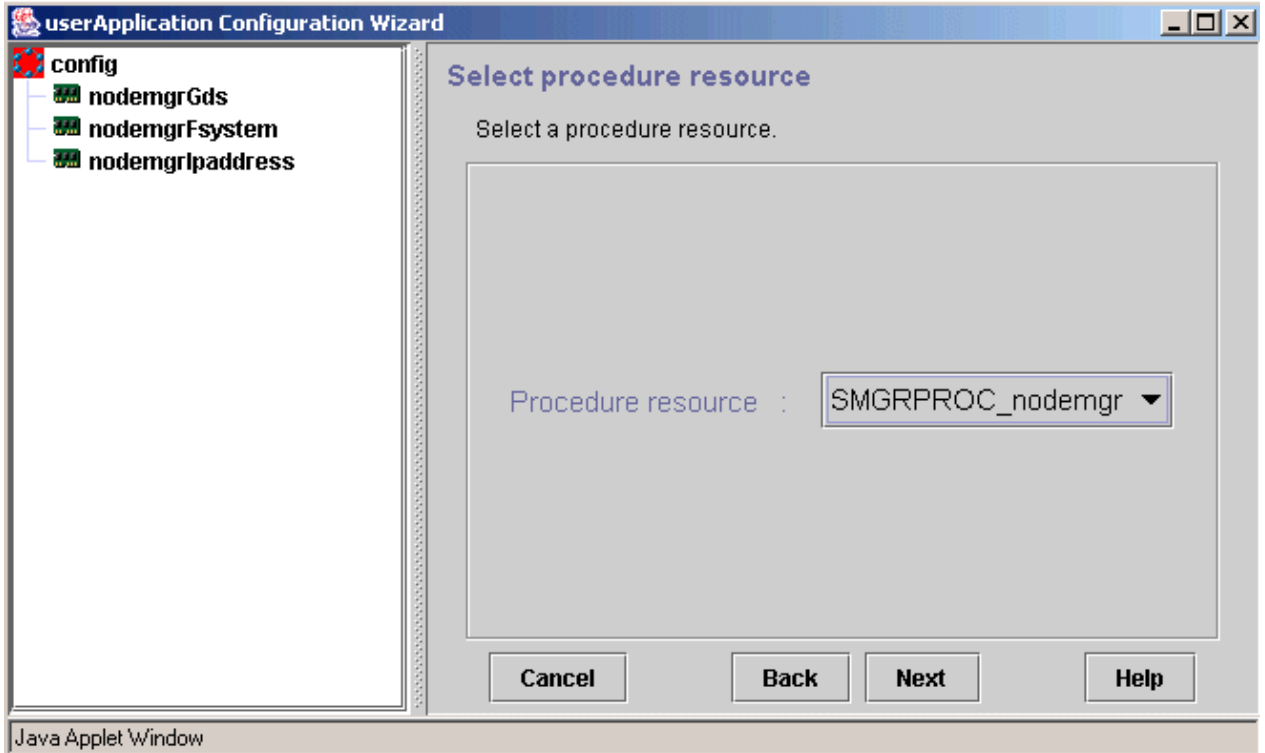 userApplication Configuration Wizard
config
nodemgrGds
nodemgrFsystem
nodemgrIpaddress
Select procedure resource
Select a procedure resource.
Procedure resource : SMGRPROC_nodemgr
Cancel Back Next Help
Java Applet Window